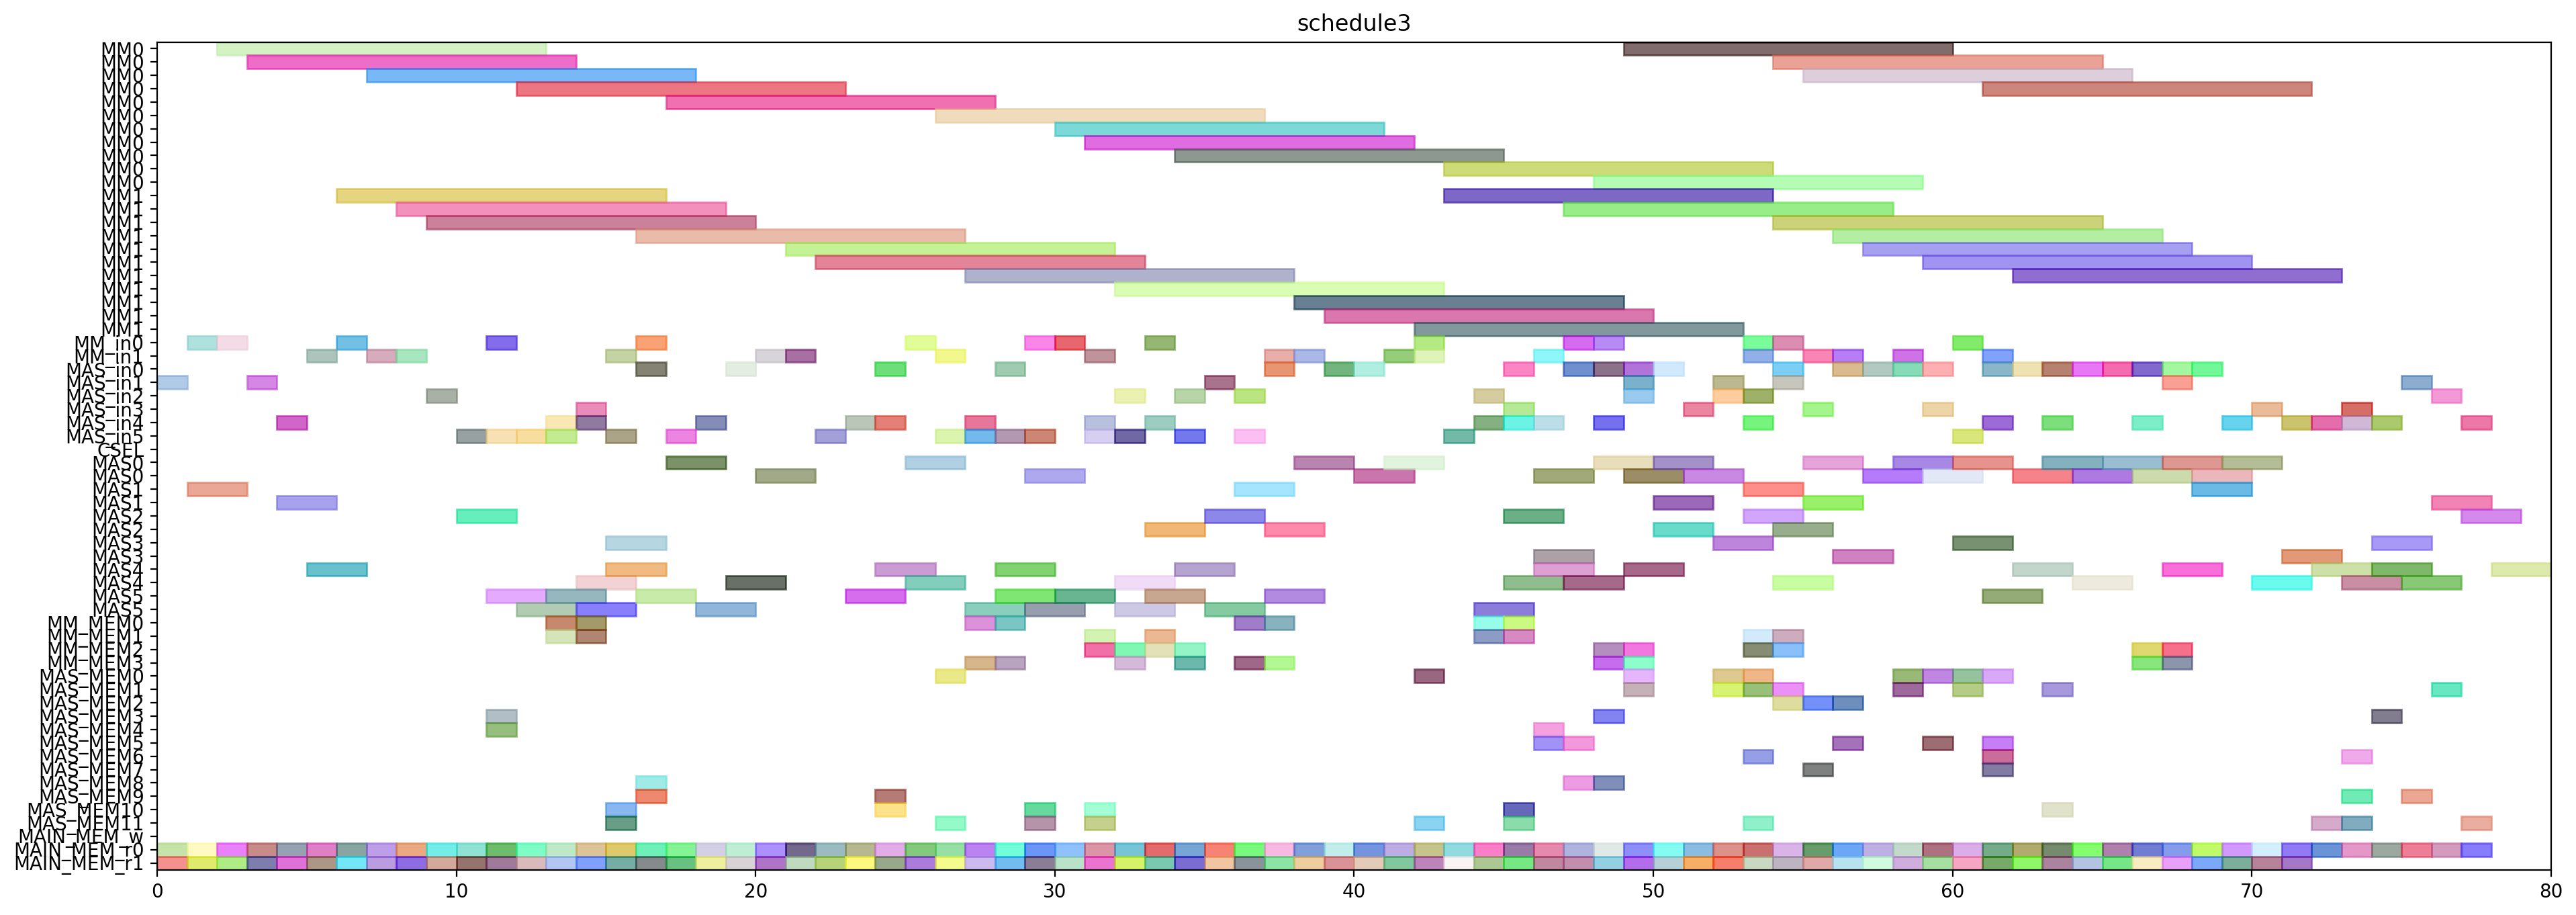 schedule3
MM0
MM0
MM0
MM0
MM0
MM0
MM0
MM0
MM0
MM0
MM0
MM1
MM1
MM1
MM1
MM1
MM1
MM1
MM1
MM1
MM1
MM1
MM_in0
MM_in1
MAS_in0
MAS_in1
MAS_in2
MAS_in3
MAS_in4
MAS_in5
CSEL
MAS0
MAS0
MAS1
MAS1
MAS2
MAS2
MAS3
MAS3
MAS4
MAS4
MAS5
MAS5
MM_MEM0
MM_MEM1
MM_MEM2
MM_MEM3
MAS_MEM0
MAS_MEM1
MAS_MEM2
MAS_MEM3
MAS_MEM4
MAS_MEM5
MAS_MEM6
MAS_MEM7
MAS_MEM8
MAS_MEM9
MAS_MEM10
MAS_MEM11
MAIN_MEM_w
MAIN_MEM_r0
MAIN_MEM_r1
0 10 20 30 40 50 60 70 80